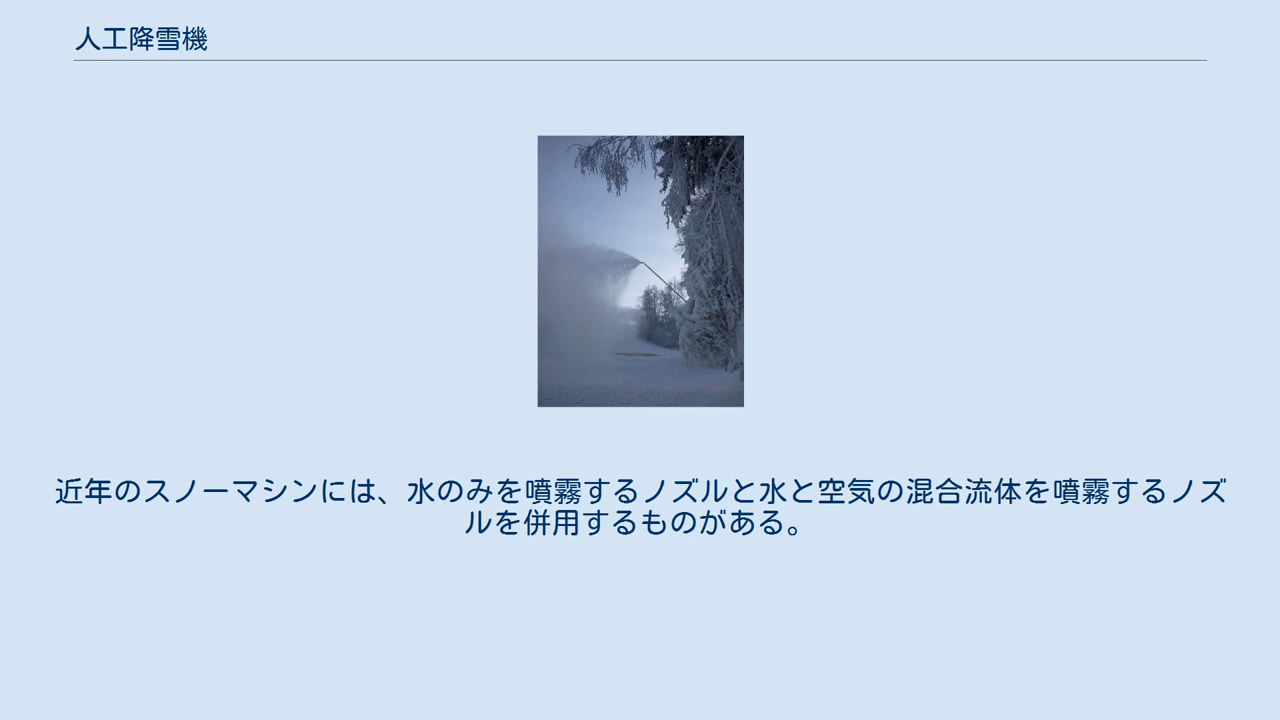 人工降雪機
近年のスノーマシンには、水のみを噴霧するノズルと水と空気の混合流体を噴霧するノズ
ルを併用するものがある。